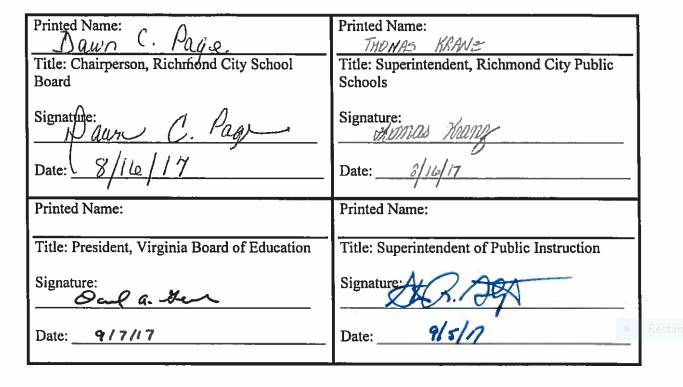 Printed Name:
Dawn C. Page
Title: Chairperson, Richmond City School
Board
Signature:
Dawn C. Page
Date: 8/16/17
Printed Name:
THOMAS KRANZ
Title: Superintendent, Richmond City Public
Schools
Signature:
Thomas Kranz
Date: 8/16/17
Printed Name:
Title: President, Virginia Board of Education
Signature:
Date: 9/7/17
Printed Name:
Title: Superintendent of Public Instruction
Signature:
Date: 9/5/17